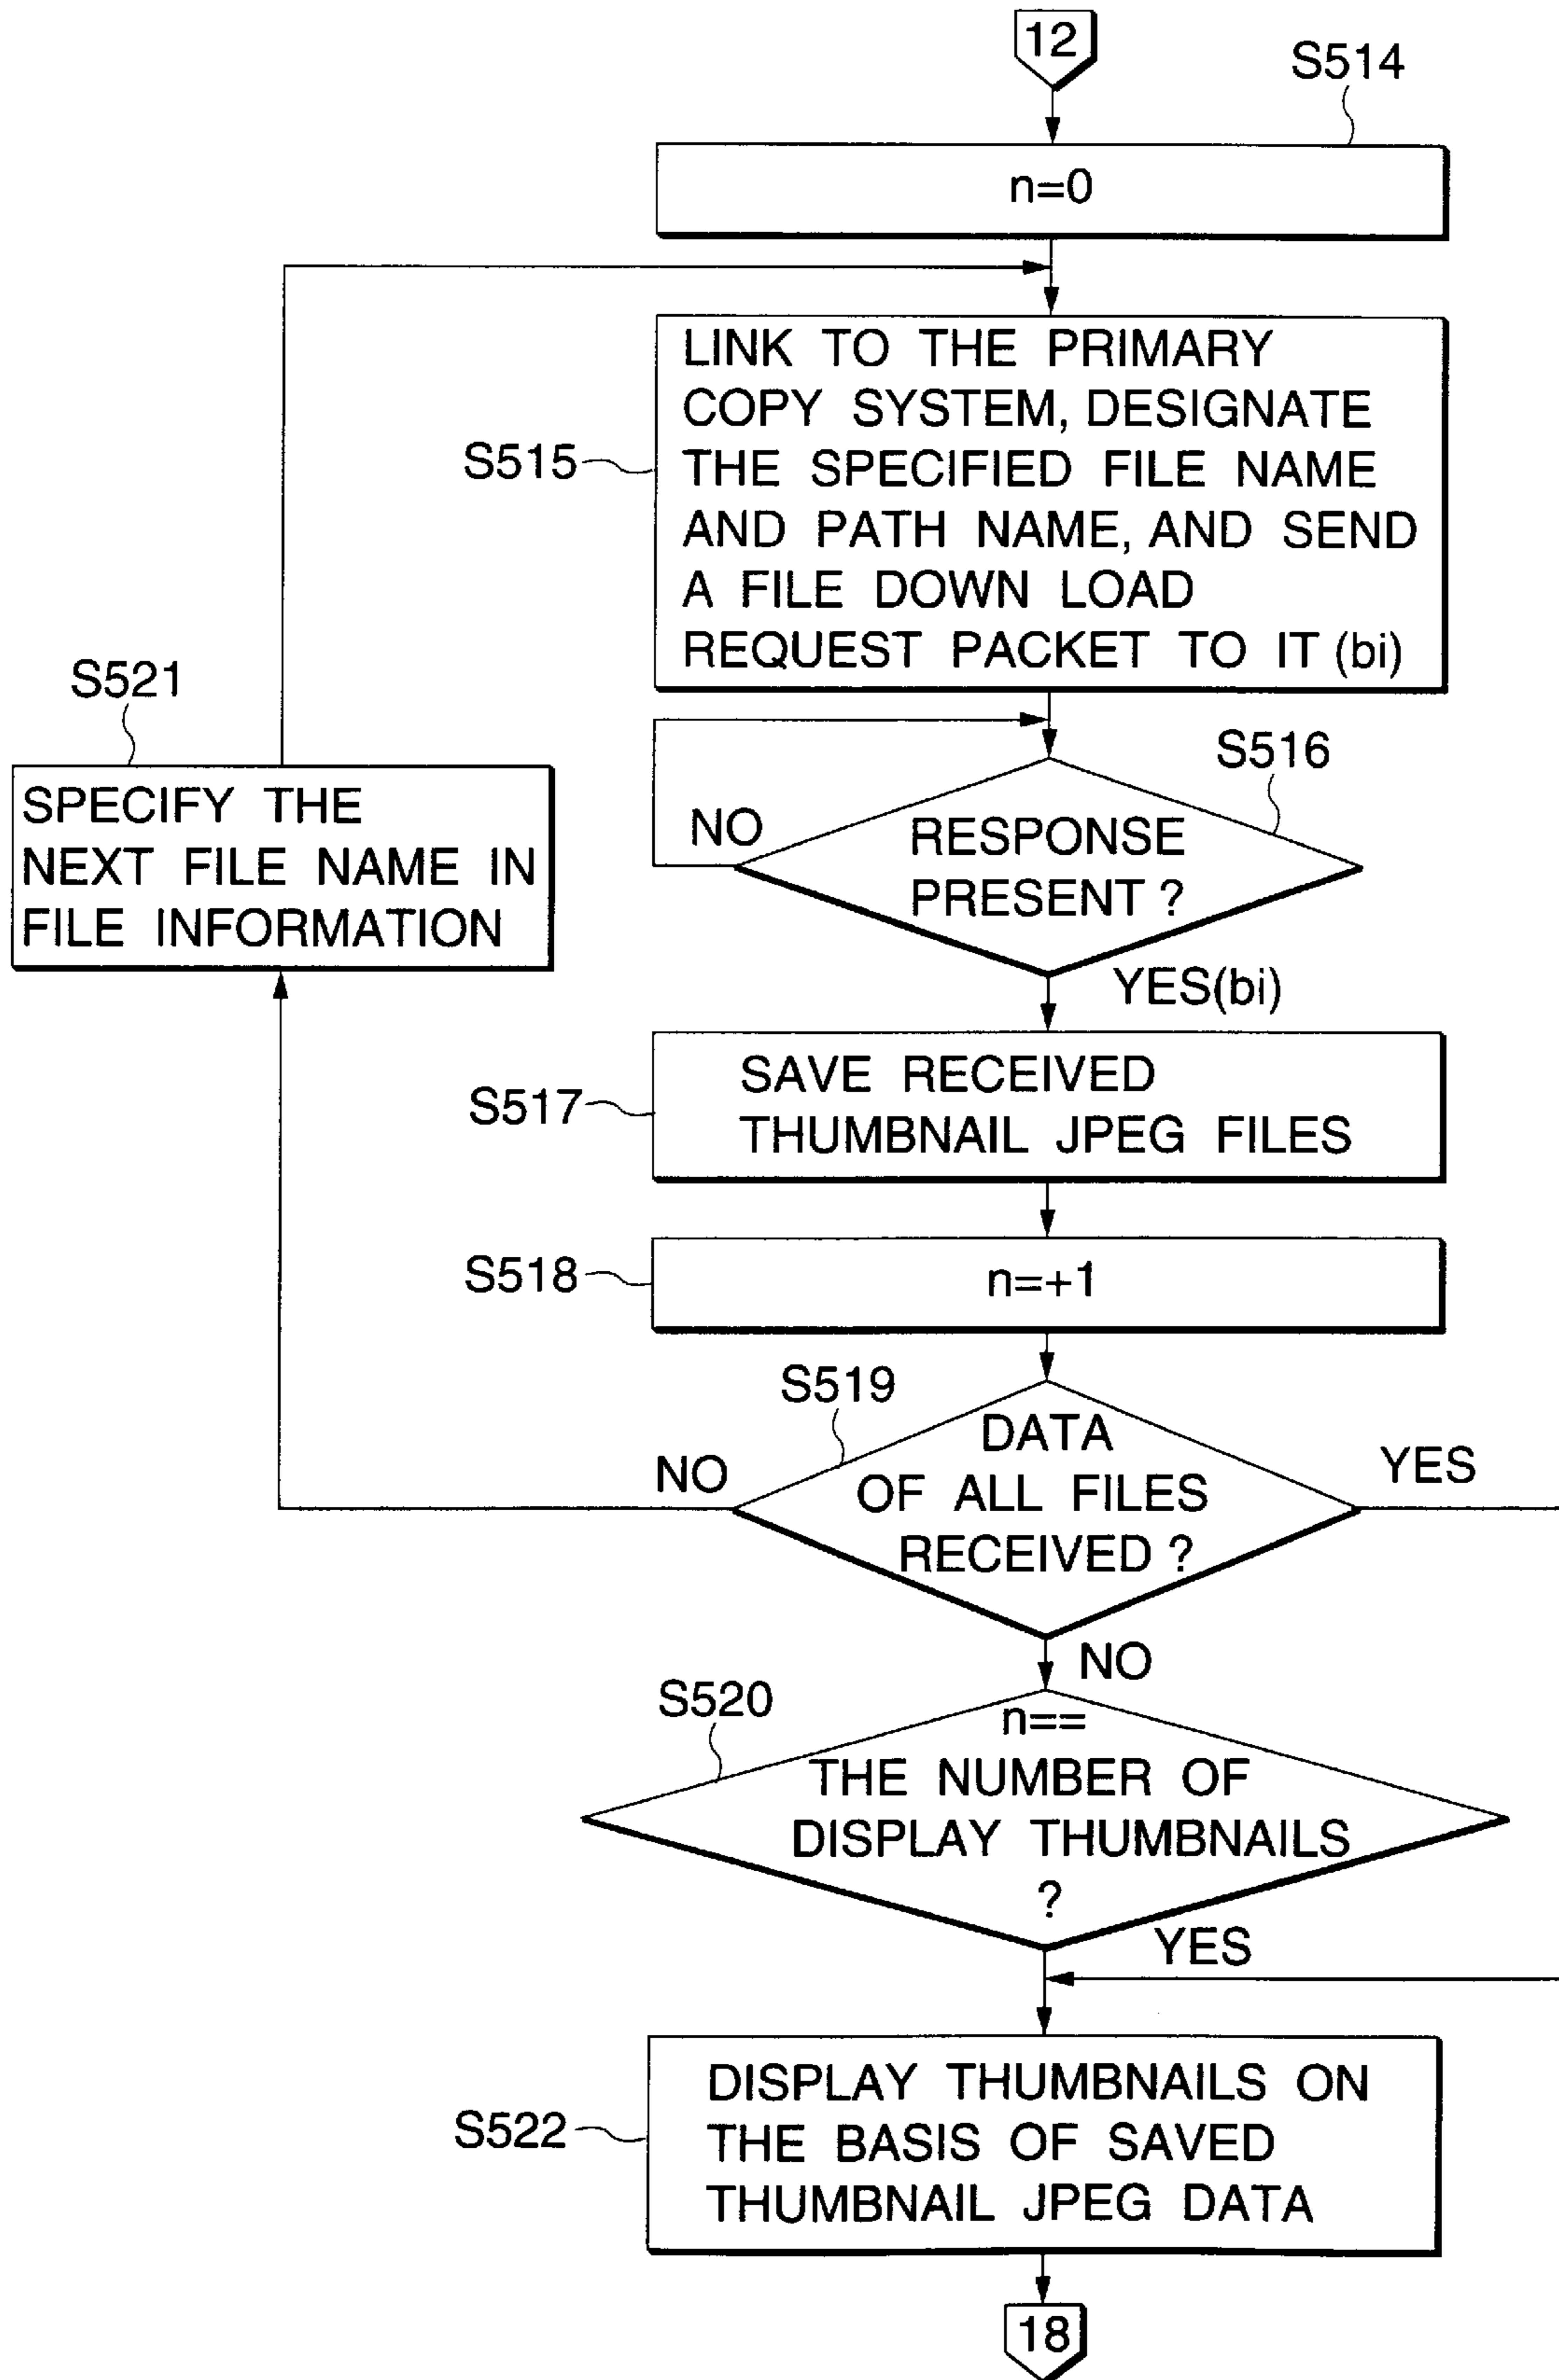 12
S514
n=0
LINK TO THE PRIMARY
COPY SYSTEM, DESIGNATE
THE SPECIFIED FILE NAME
AND PATH NAME, AND SEND
A FILE DOWN LOAD
REQUEST PACKET TO IT (bi)
S515
S521
SPECIFY THE
NEXT FILE NAME IN
FILE INFORMATION
S516
NO
RESPONSE
PRESENT ?
YES(bi)
S517
SAVE RECEIVED
THUMBNAIL JPEG FILES
S518
n=+1
S519
NO
DATA
OF ALL FILES
RECEIVED ?
YES
NO
S520
n==
THE NUMBER OF
DISPLAY THUMBNAILS
?
YES
S522
DISPLAY THUMBNAILS ON
THE BASIS OF SAVED
THUMBNAIL JPEG DATA
18